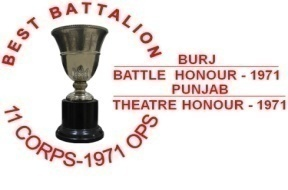 BEST BATTALION
11 CORPS-1971 OPS
BURJ
BATTLE HONOUR - 1971
PUNJAB
THEATRE HONOUR - 1971